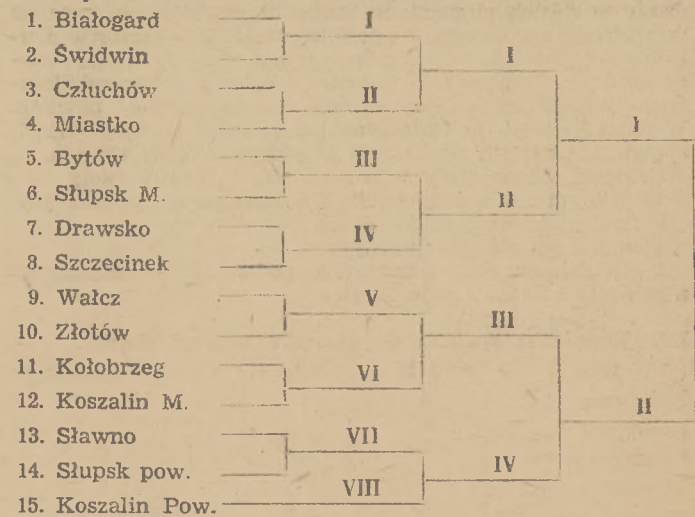 1. Białogard
I
2. Świdwin
I
3. Człuchów
II
4. Miastko
I
5. Bytów
III
6. Słupsk M.
II
7. Drawsko
IV
8. Szczecinek
9. Wałcz
V
III
10. Złotów
11. Kołobrzeg
VI
12. Koszalin M.
II
13. Sławno
VII
14. Słupsk pow.
IV
VIII
15. Koszalin Pow.